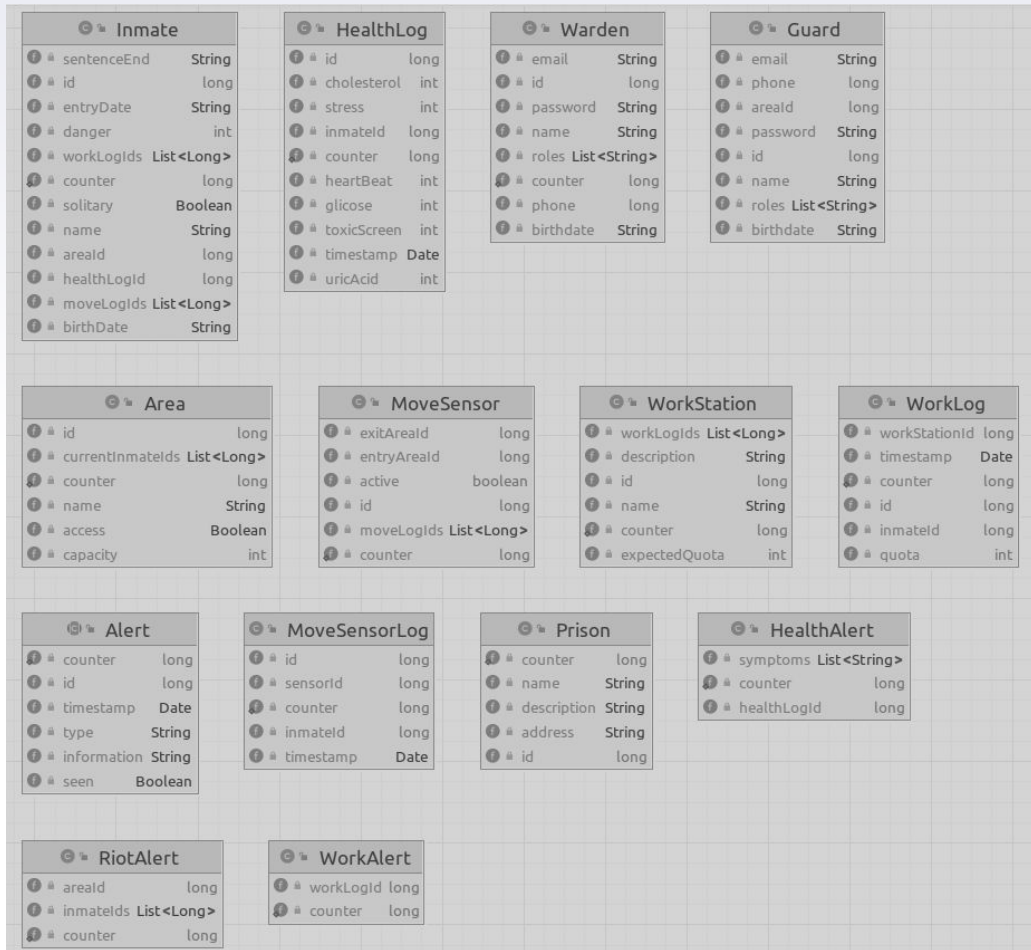 Inmate
sentenceEnd String
id long
entryDate String
danger int
workLogIds List<Long>
counter long
solitary Boolean
name String
areaId long
healthLogId long
moveLogIds List<Long>
birthDate String
HealthLog
id long
cholesterol int
stress int
inmateId long
counter long
heartBeat int
glicose int
toxicScreen int
timestamp Date
uricAcid int
Warden
email String
id long
password String
name String
roles List<String>
counter long
phone long
birthdate String
Guard
email String
phone long
areaId long
password String
id long
name String
roles List<String>
birthdate String
Area
id long
currentInmateIds List<Long>
counter long
name String
access Boolean
capacity int
MoveSensor
exitAreaId long
entryAreaId long
active boolean
id long
moveLogIds List<Long>
counter long
WorkStation
workLogIds List<Long>
description String
id long
name String
counter long
expectedQuota int
WorkLog
workStationId long
timestamp Date
counter long
id long
inmateId long
quota int
Alert
counter long
id long
timestamp Date
type String
information String
seen Boolean
MoveSensorLog
id long
sensorId long
counter long
inmateId long
timestamp Date
Prison
counter long
name String
description String
address String
id long
HealthAlert
symptoms List<String>
counter long
healthLogId long
RiotAlert
areaId long
inmateIds List<Long>
counter long
WorkAlert
workLogId long
counter long